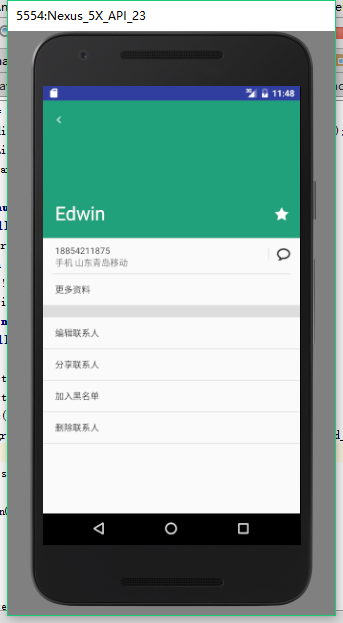 5554:Nexus_5X_API_23
11:48
Edwin
18854211875
手机 山东青岛移动
更多资料
编辑联系人
分享联系人
加入黑名单
删除联系人